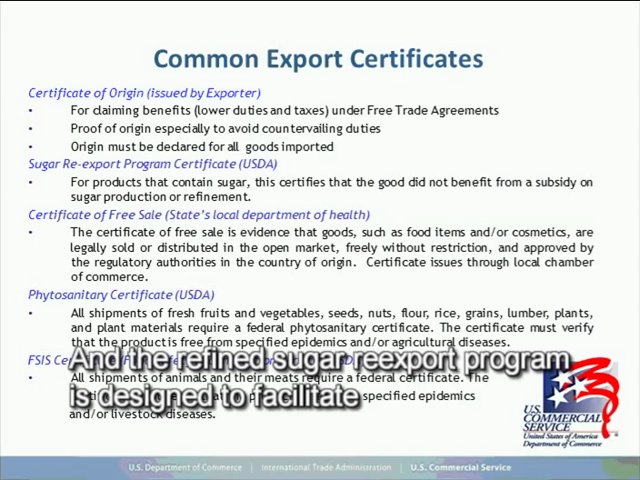 Common Export Certificates
Certificate of Origin (issued by Exporter)
• For claiming benefits (lower duties and taxes) under Free Trade Agreements
• Proof of origin especially to avoid countervailing duties
• Origin must be declared for all goods imported
Sugar Re-export Program Certificate (USDA)
• For products that contain sugar, this certifies that the good did not benefit from a subsidy on
sugar production or refinement.
Certificate of Free Sale (State's local department of health)
• The certificate of free sale is evidence that goods, such as food items and/or cosmetics, are
legally sold or distributed in the open market, freely without restriction, and approved by
the regulatory authorities in the country of origin. Certificate issues through local chamber
of commerce.
Phytosanitary Certificate (USDA)
• All shipments of fresh fruits and vegetables, seeds, nuts, flour, rice, grains, lumber, plants,
and plant materials require a federal phytosanitary certificate. The certificate must verify
that the product is free from specified epidemics and/or agricultural diseases.
FSIS
And the refined sugar reexport program
• All shipments of animals and their meats require a federal certificate. The
is designed to facilitate
specified epidemics
and/or livestock diseases.
U.S.
COMMERCIAL
SERVICE
United States of America
Department of Commerce
U.S. Department of Commerce | International Trade Administration | U.S. Commercial Service